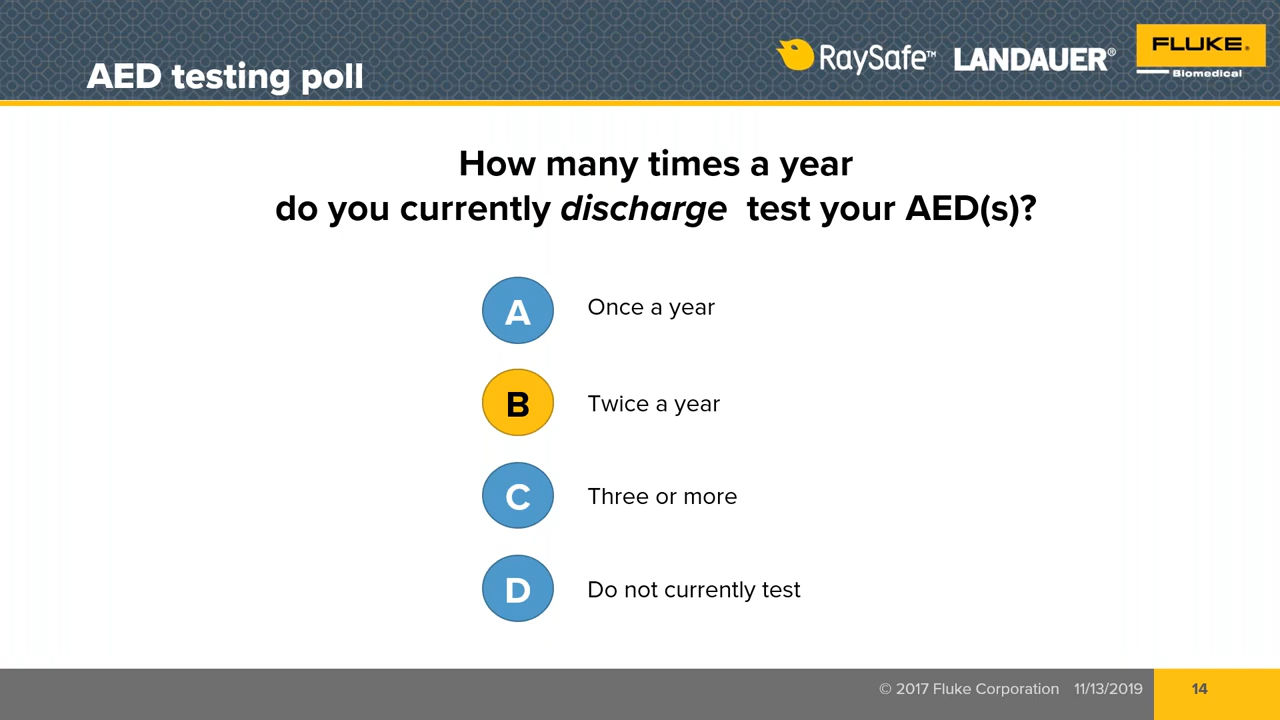 AED testing poll
RaySafe™ LANDAUER® FLUKE®
Biomedical
How many times a year
do you currently discharge test your AED(s)?
A Once a year
B Twice a year
C Three or more
D Do not currently test
© 2017 Fluke Corporation 11/13/2019 14